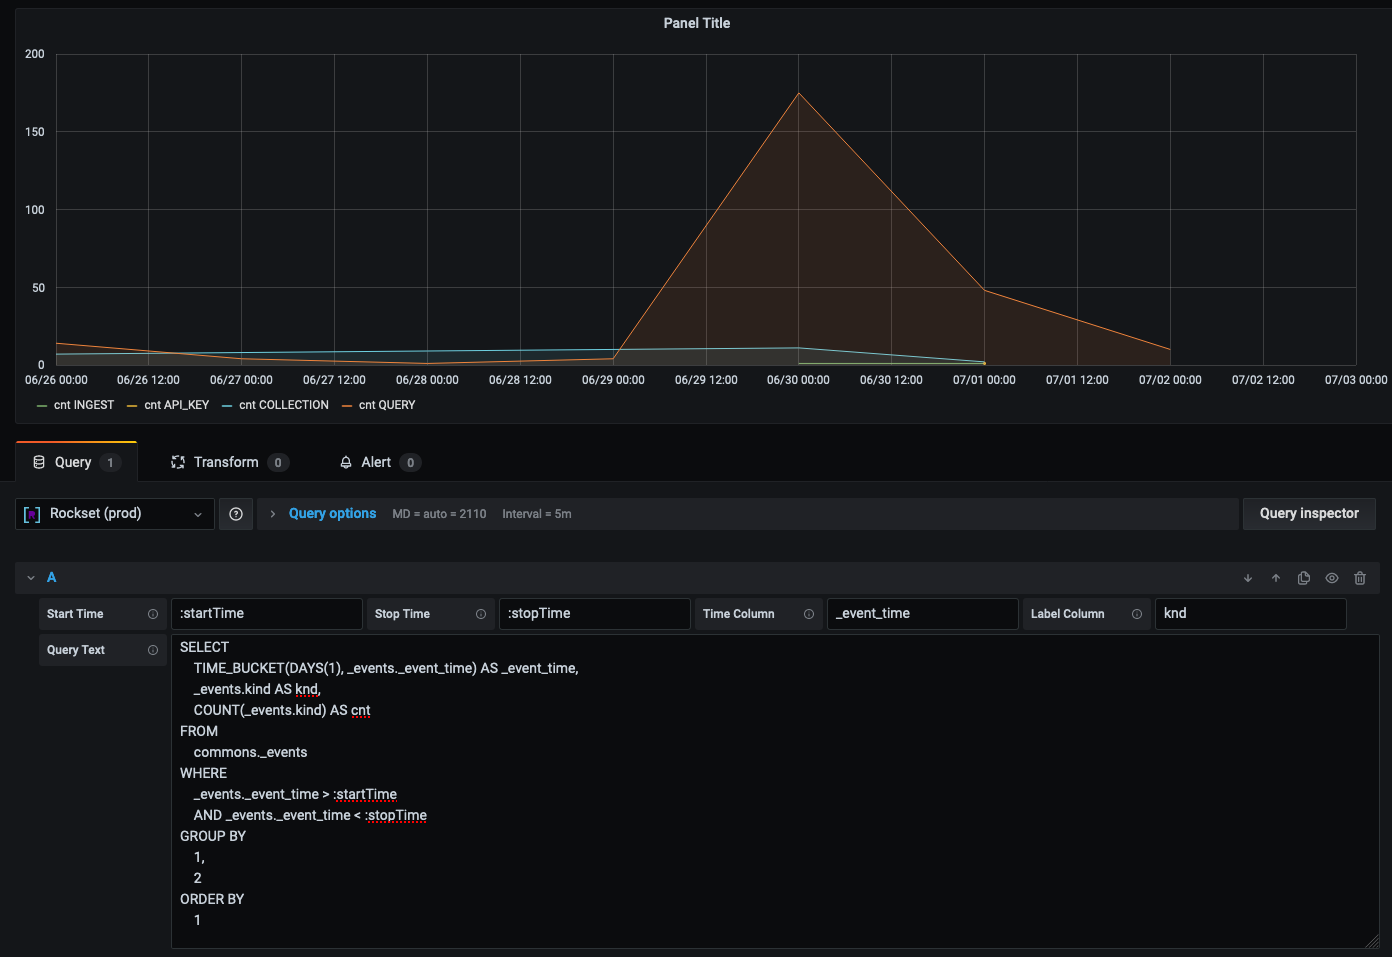 Panel Title
200
150
100
50
0
06/26 00:00 06/26 12:00 06/27 00:00 06/27 12:00 06/28 00:00 06/28 12:00 06/29 00:00 06/29 12:00 06/30 00:00 06/30 12:00 07/01 00:00 07/01 12:00 07/02 00:00 07/02 12:00 07/03 00:00
cnt INGEST cnt API_KEY cnt COLLECTION cnt QUERY
Query 1 Transform 0 Alert 0
Rockset (prod) Query options MD = auto = 2110 Interval = 5m Query inspector
A
Start Time :startTime Stop Time :stopTime Time Column _event_time Label Column knd
Query Text
SELECT
TIME_BUCKET(DAYS(1), _events._event_time) AS _event_time,
_events.kind AS knd,
COUNT(_events.kind) AS cnt
FROM
commons._events
WHERE
_events._event_time > :startTime
AND _events._event_time < :stopTime
GROUP BY
1,
2
ORDER BY
1